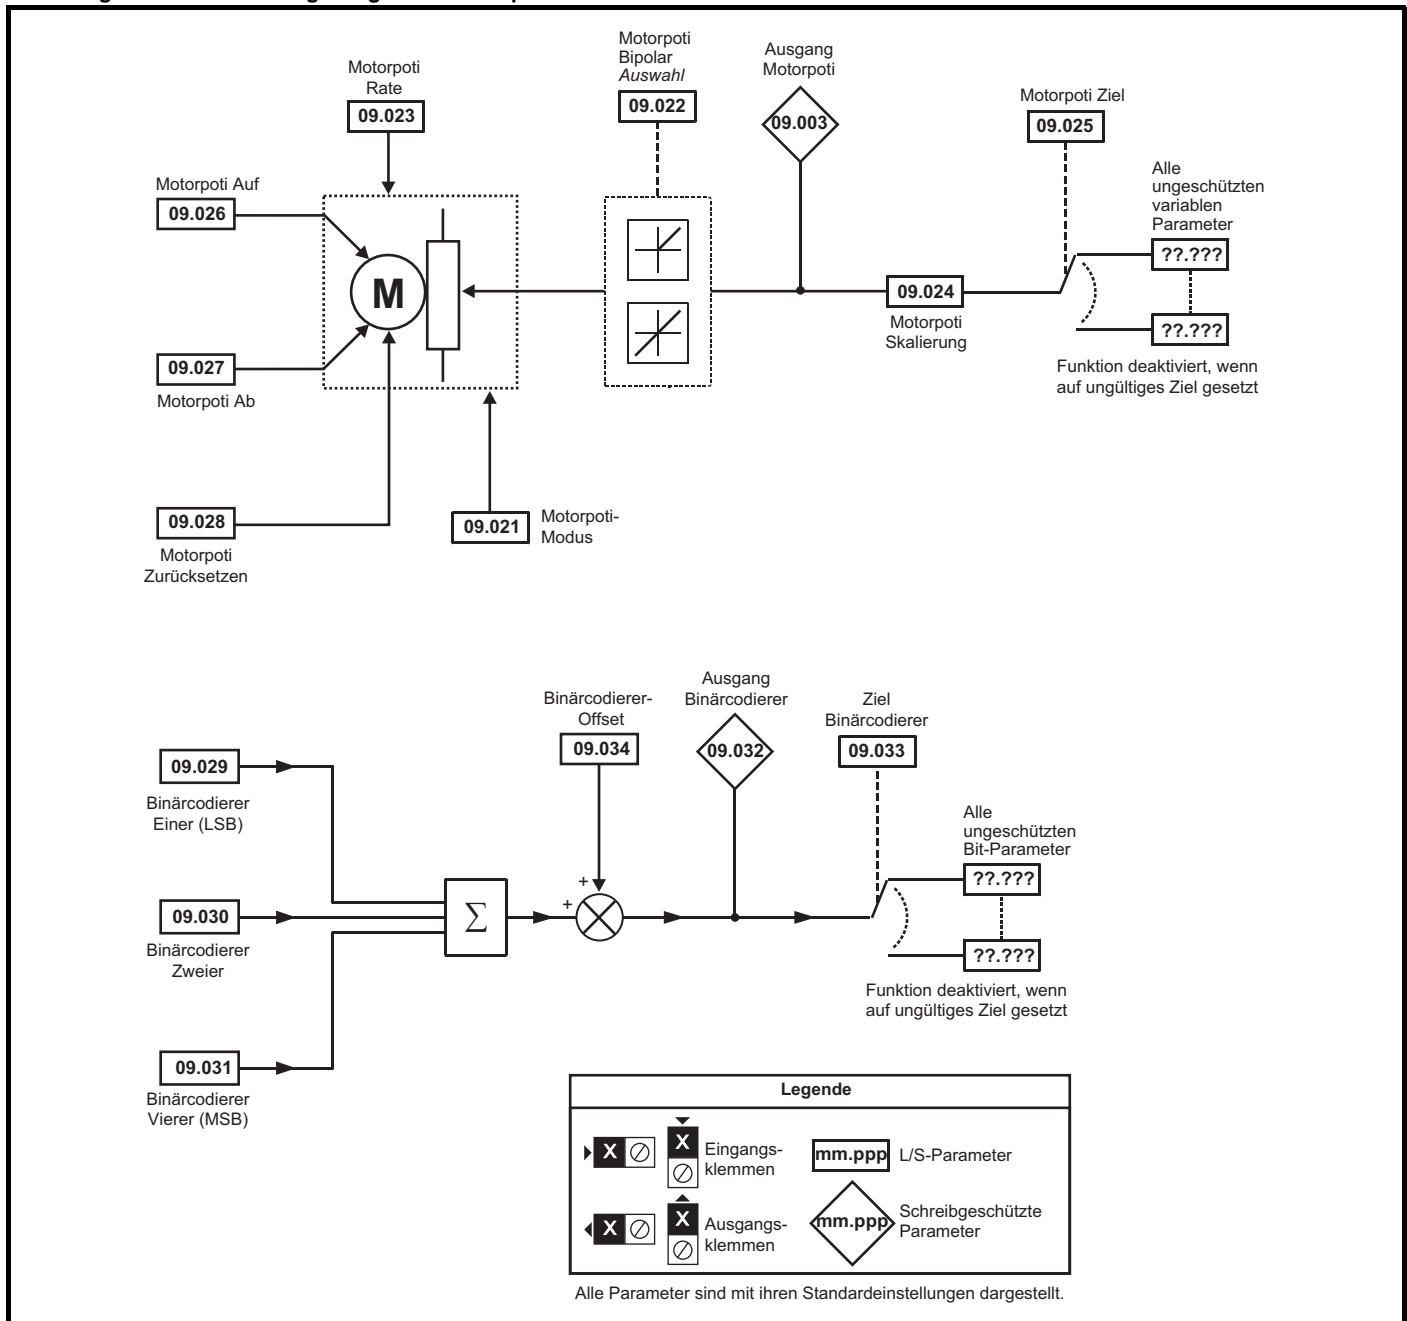 Motorpoti
Rate
09.023
Motorpoti
Bipolar
Auswahl
09.022
Ausgang
Motorpoti
09.003
Motorpoti Ziel
09.025
Alle
ungeschützten
variablen
Parameter
??.???
??.???
Funktion deaktiviert, wenn
auf ungültiges Ziel gesetzt
Motorpoti Auf
09.026
M
09.027
Motorpoti Ab
09.024
Motorpoti
Skalierung
09.028
Motorpoti
Zurücksetzen
09.021
Motorpoti-
Modus
Binärcodierer-
Offset
09.034
Ausgang
Binärcodierer
09.032
Ziel
Binärcodierer
09.033
09.029
Binärcodierer
Einer (LSB)
Alle
ungeschützten
Bit-Parameter
??.???
??.???
Funktion deaktiviert, wenn
auf ungültiges Ziel gesetzt
09.030
Binärcodierer
Zweier
Σ
+
+
09.031
Binärcodierer
Vierer (MSB)
Legende
X
X
Eingangs-
klemmen
mm.ppp
L/S-Parameter
X
X
Ausgangs-
klemmen
mm.ppp
Schreibgeschützte
Parameter
Alle Parameter sind mit ihren Standardeinstellungen dargestellt.